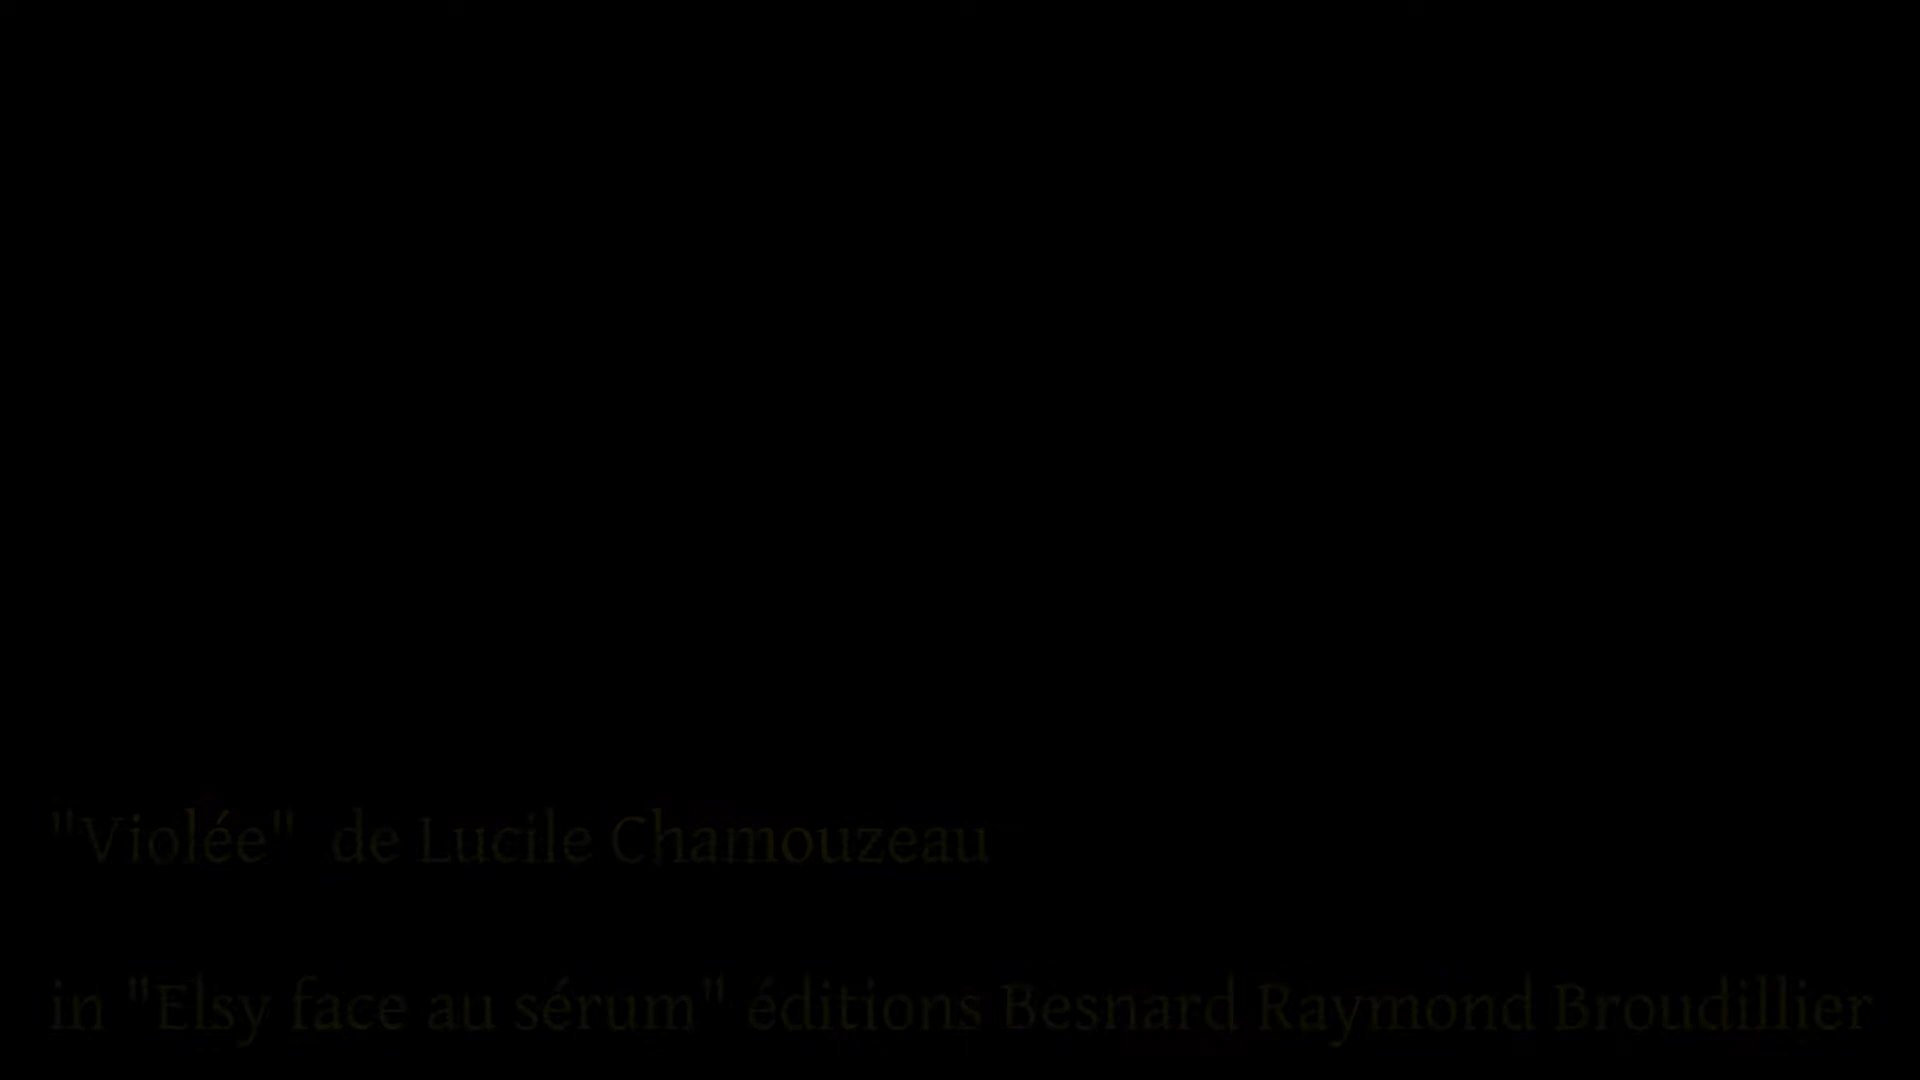 "Violée" de Lucile Chamouzeau
in "Elsy face au sérum" éditions Besnard Raymond Broudillier